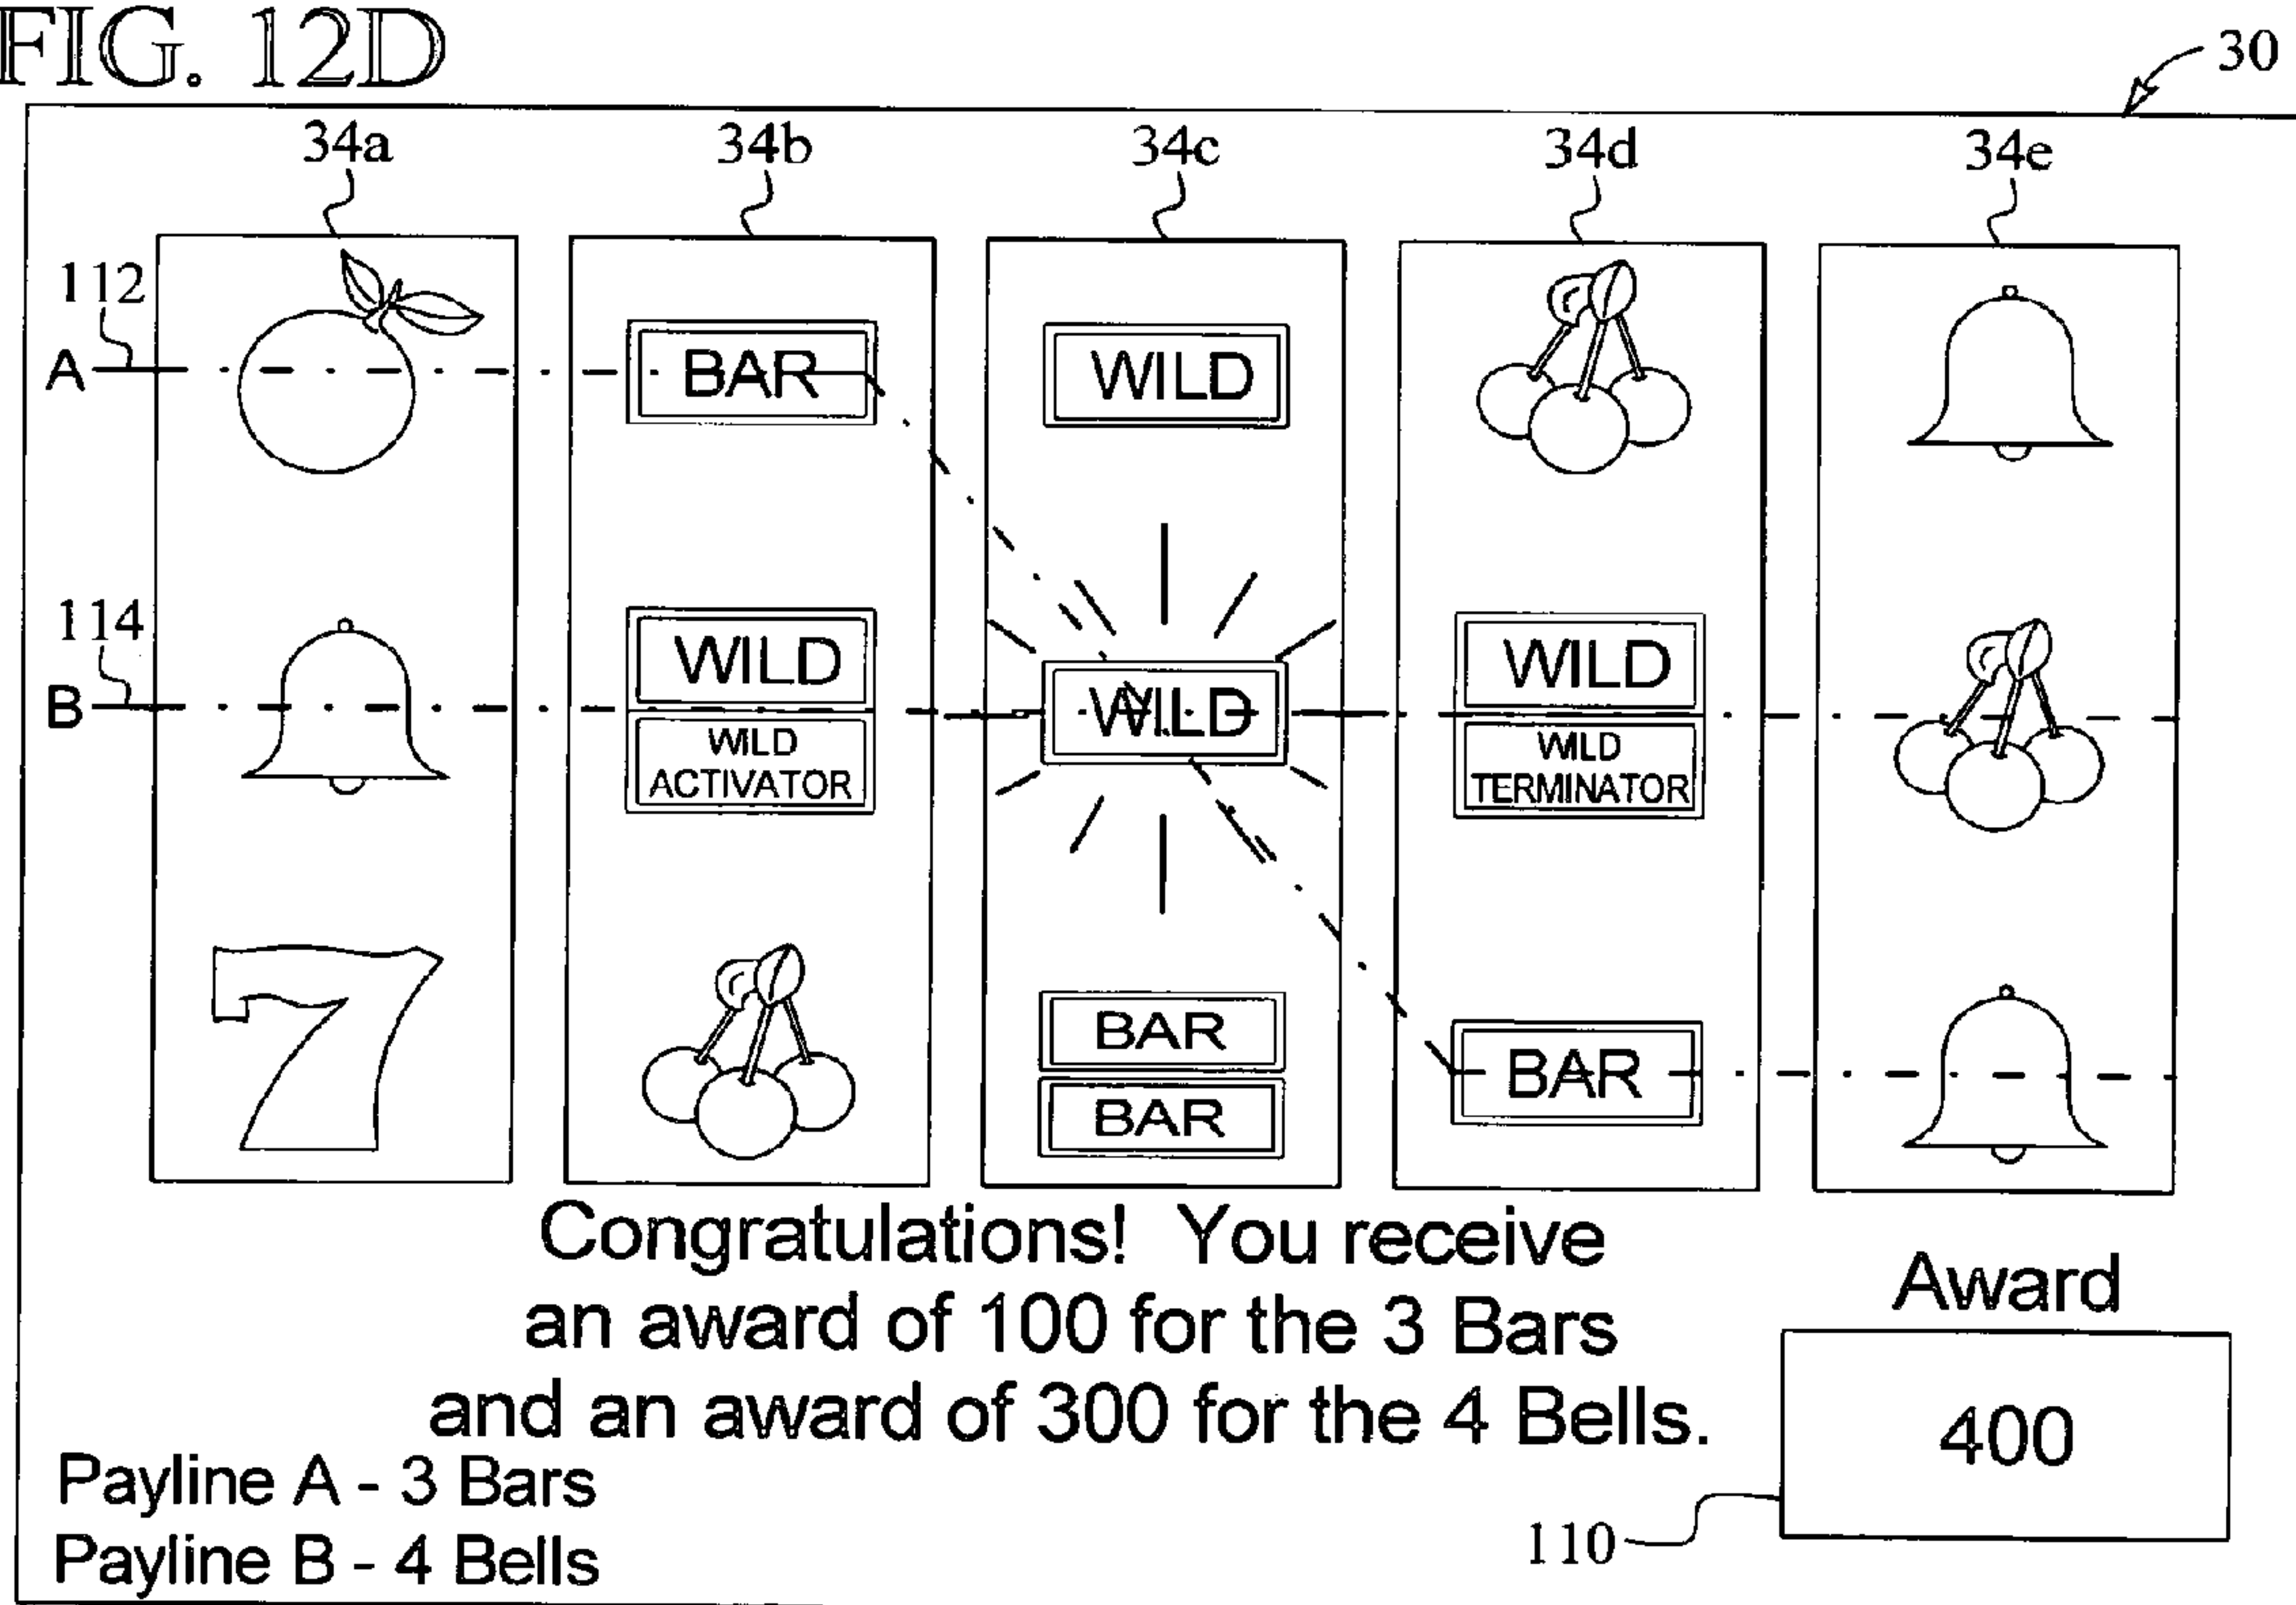 FIG. 12D
30
34a 34b 34c 34d 34e
112
A BAR WILD
114
B WILD WILD WILD
WILD ACTIVATOR WILD TERMINATOR
7
BAR
BAR
BAR
Congratulations! You receive
an award of 100 for the 3 Bars
and an award of 300 for the 4 Bells.
Award
400
110
Payline A - 3 Bars
Payline B - 4 Bells